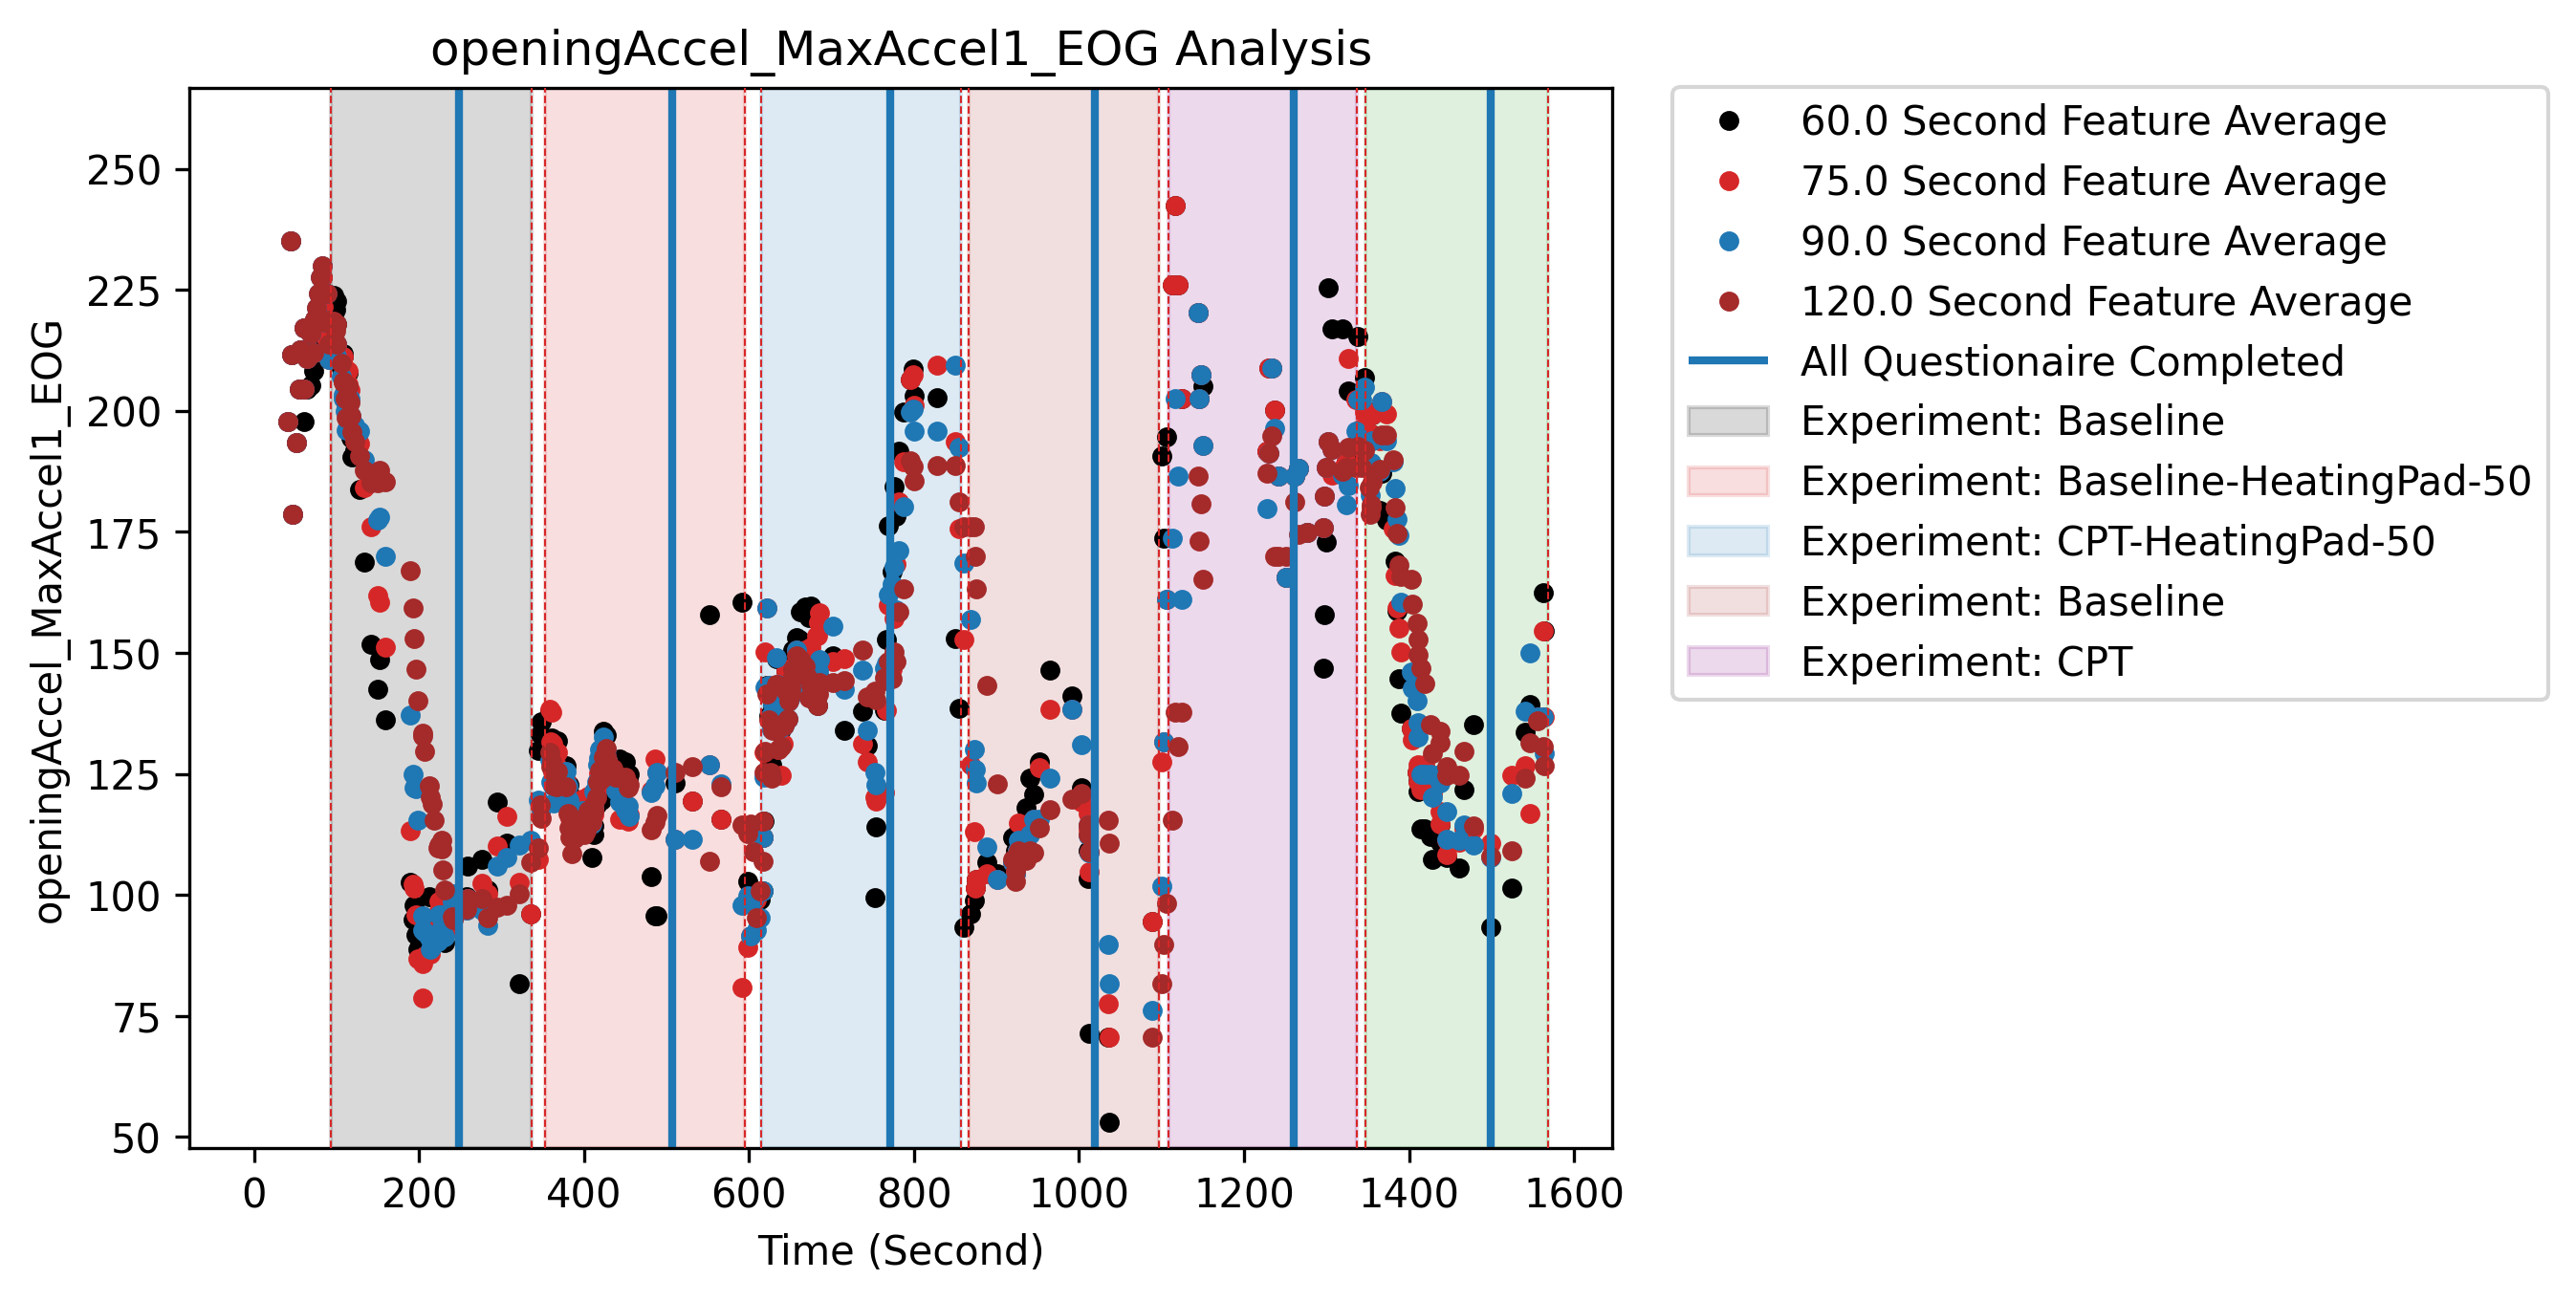 openingAccel_MaxAccel1_EOG Analysis
openingAccel_MaxAccel1_EOG
250
225
200
175
150
125
100
75
50
0 200 400 600 800 1000 1200 1400 1600
Time (Second)
60.0 Second Feature Average
75.0 Second Feature Average
90.0 Second Feature Average
120.0 Second Feature Average
All Questionaire Completed
Experiment: Baseline
Experiment: Baseline-HeatingPad-50
Experiment: CPT-HeatingPad-50
Experiment: Baseline
Experiment: CPT